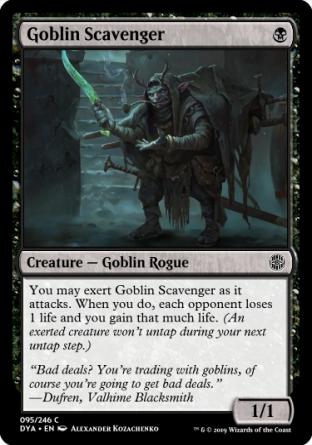 Goblin Scavenger
Creature — Goblin Rogue
You may exert Goblin Scavenger as it
attacks. When you do, each opponent loses
1 life and you gain that much life. (An
exerted creature won't untap during your next
untap step.)
"Bad deals? You're trading with goblins, of
course you're going to get bad deals."
—Dufren, Valhime Blacksmith
1/1
095/246 C
DYA • EN Alexander Kozachenko
™ & © 2019 Wizards of the Coast